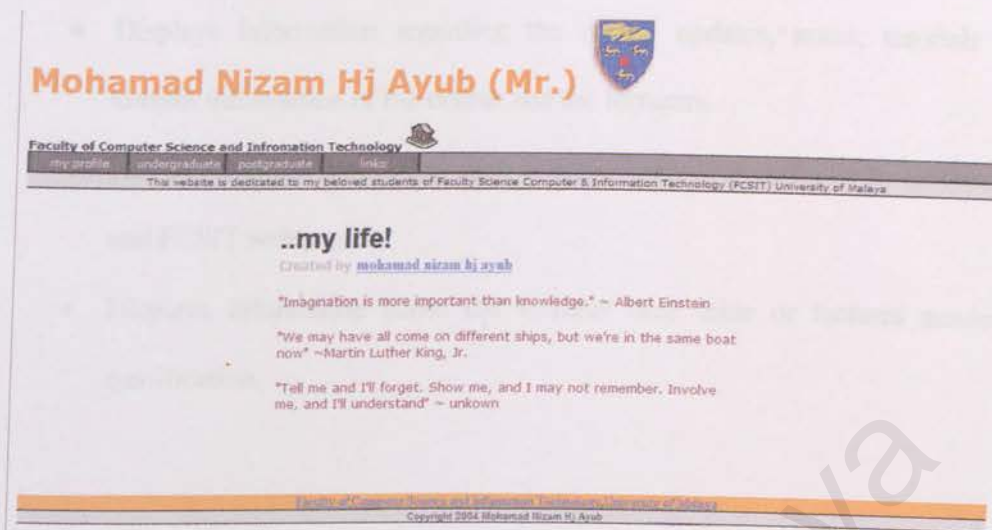 Mohamad Nizam Hj Ayub (Mr.)
Faculty of Computer Science and Infromation Technology
my profile undergraduate postgraduate links
This website is dedicated to my beloved students of Faculty Science Computer & Information Technology (FCSIT) University of Malaya
..my life!
Created by mohamad nizam hj ayub
"Imagnation is more important than knowledge." ~ Albert Einstein
"We may have all come on different ships, but we're in the same boat
now" ~Martin Luther King, Jr.
"Tell me and I'll forget. Show me, and I may not remember. Involve
me, and I'll understand" ~ unkown
Faculty of Computer Science and Information Technology, University of Malaya
Copyright 2004 Mohamad Nizam Hj Ayub